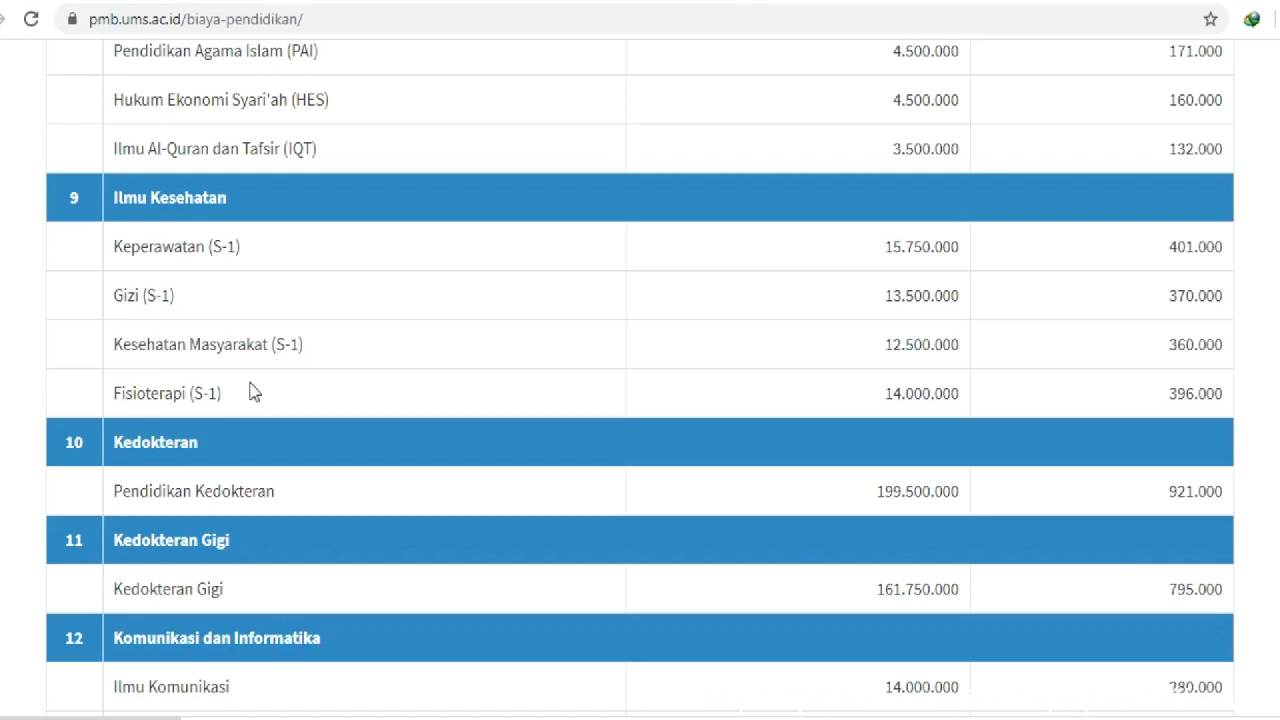 pmb.ums.ac.id/biaya-pendidikan/
Pendidikan Agama Islam (PAI) 4.500.000 171.000
Hukum Ekonomi Syari'ah (HES) 4.500.000 160.000
Ilmu Al-Quran dan Tafsir (IQT) 3.500.000 132.000
9 Ilmu Kesehatan
Keperawatan (S-1) 15.750.000 401.000
Gizi (S-1) 13.500.000 370.000
Kesehatan Masyarakat (S-1) 12.500.000 360.000
Fisioterapi (S-1) 14.000.000 396.000
10 Kedokteran
Pendidikan Kedokteran 199.500.000 921.000
11 Kedokteran Gigi
Kedokteran Gigi 161.750.000 795.000
12 Komunikasi dan Informatika
Ilmu Komunikasi 14.000.000